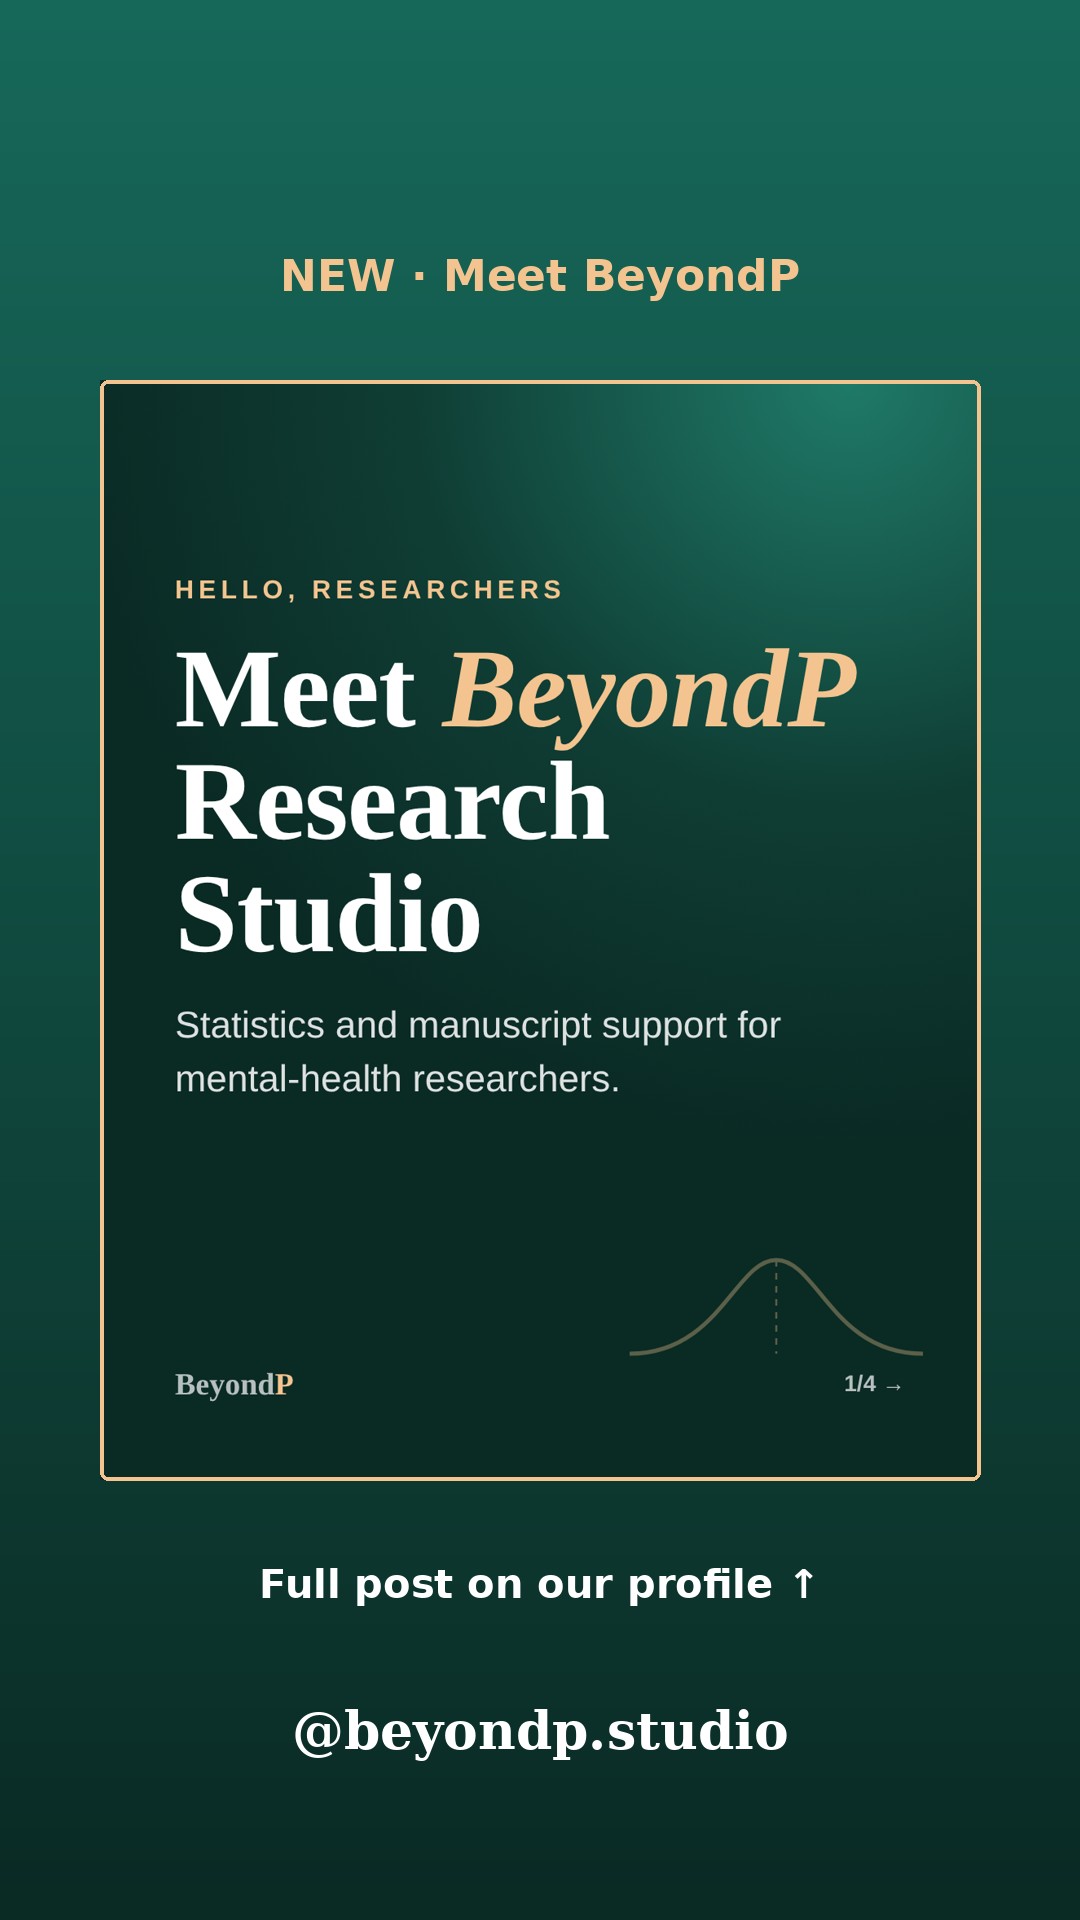 NEW · Meet BeyondP
HELLO, RESEARCHERS
Meet BeyondP
Research
Studio
Statistics and manuscript support for
mental-health researchers.
BeyondP
1/4 →
Full post on our profile ↑
@beyondp.studio